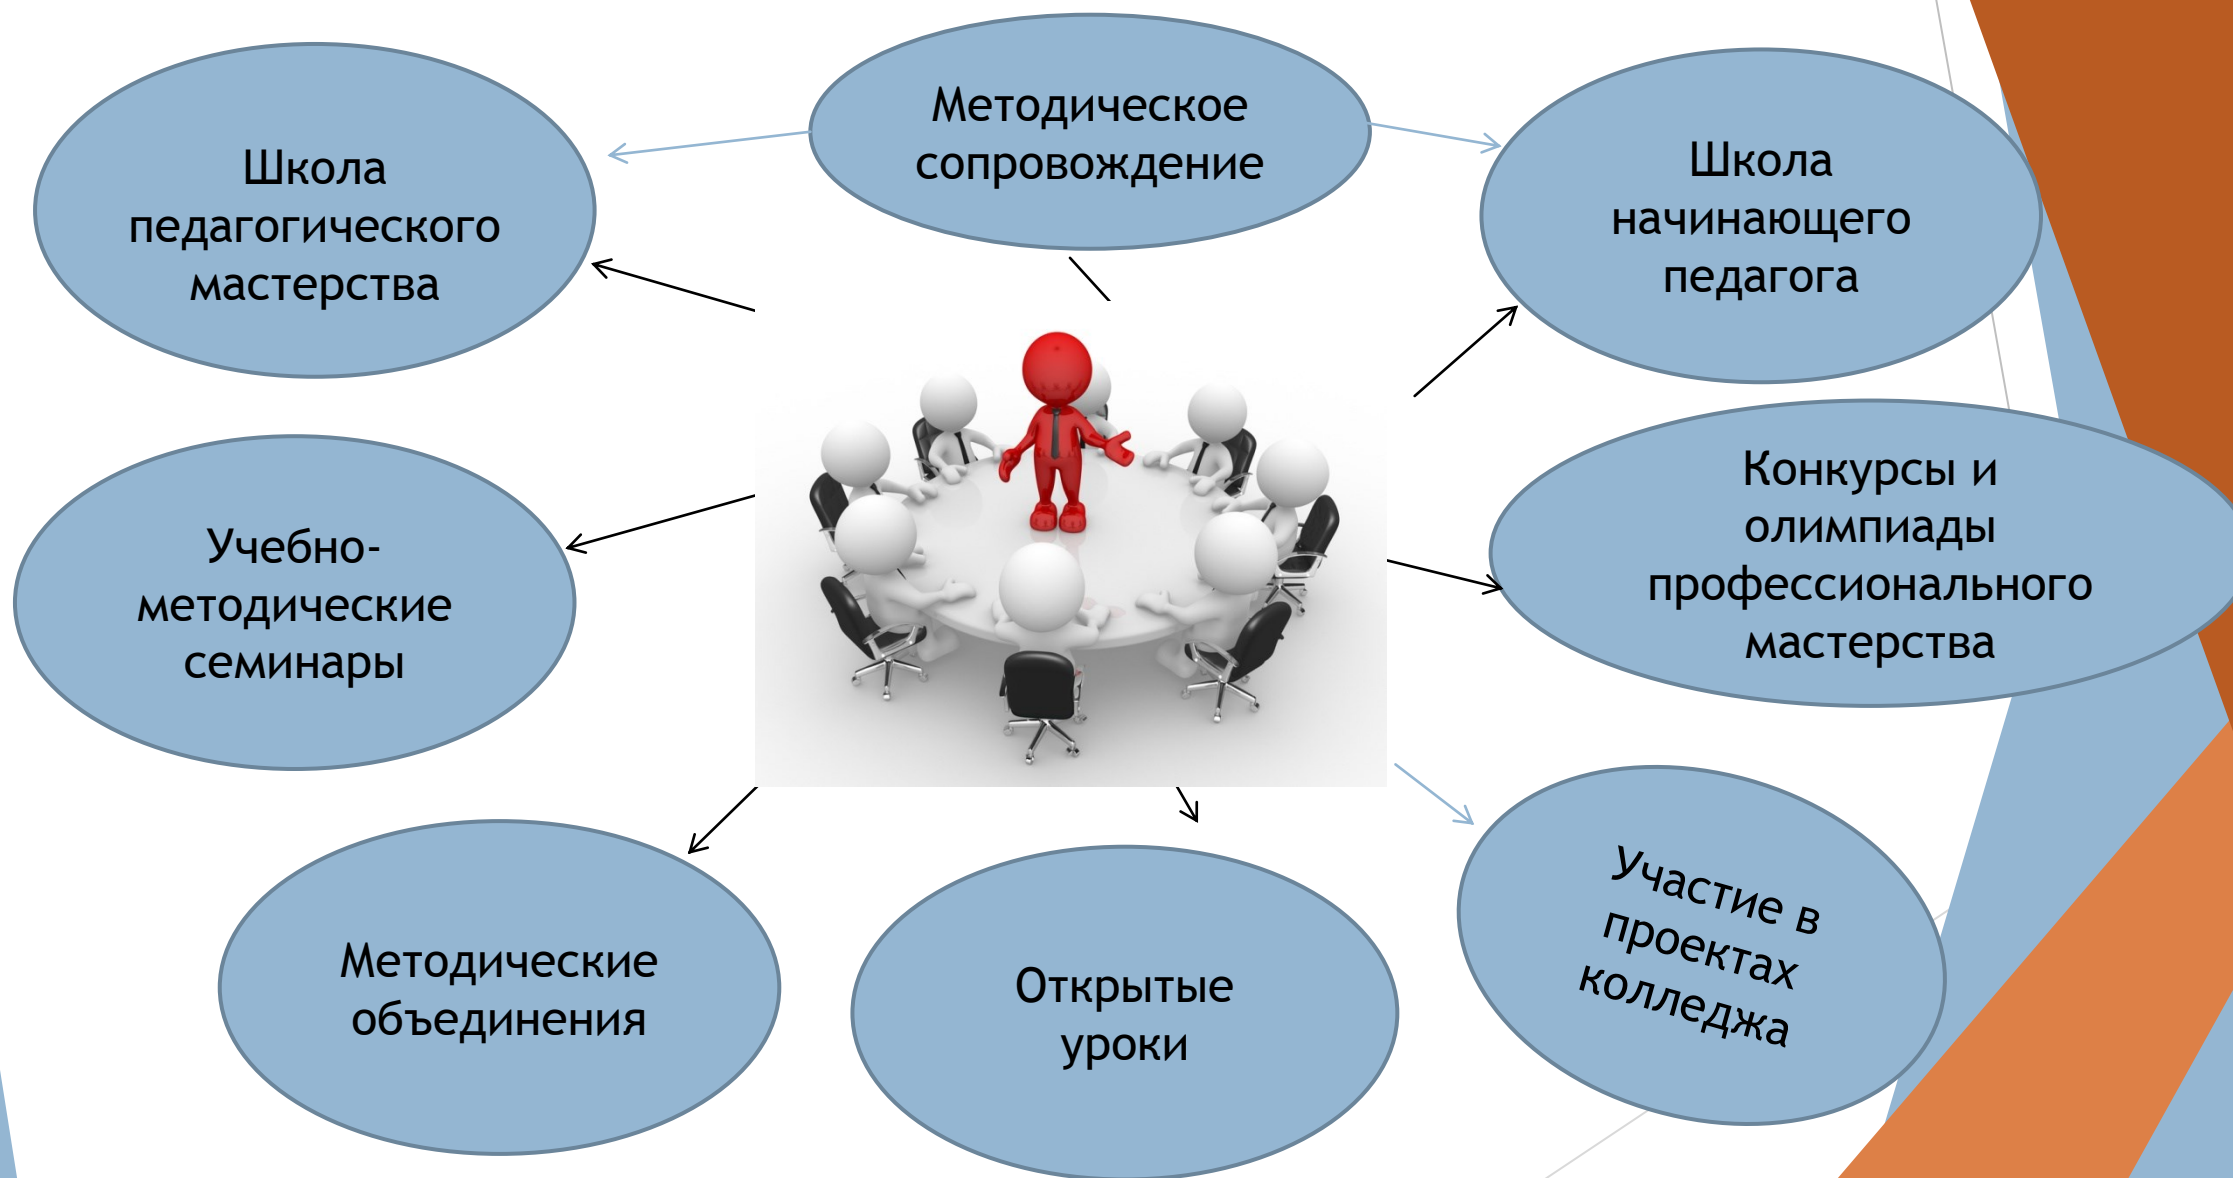 Методическое
сопровождение
Школа
педагогического
мастерства
Школа
начинающего
педагога
Учебно-
методические
семинары
Конкурсы и
олимпиады
профессионального
мастерства
Методические
объединения
Открытые
уроки
Участие в
проектах
колледжа